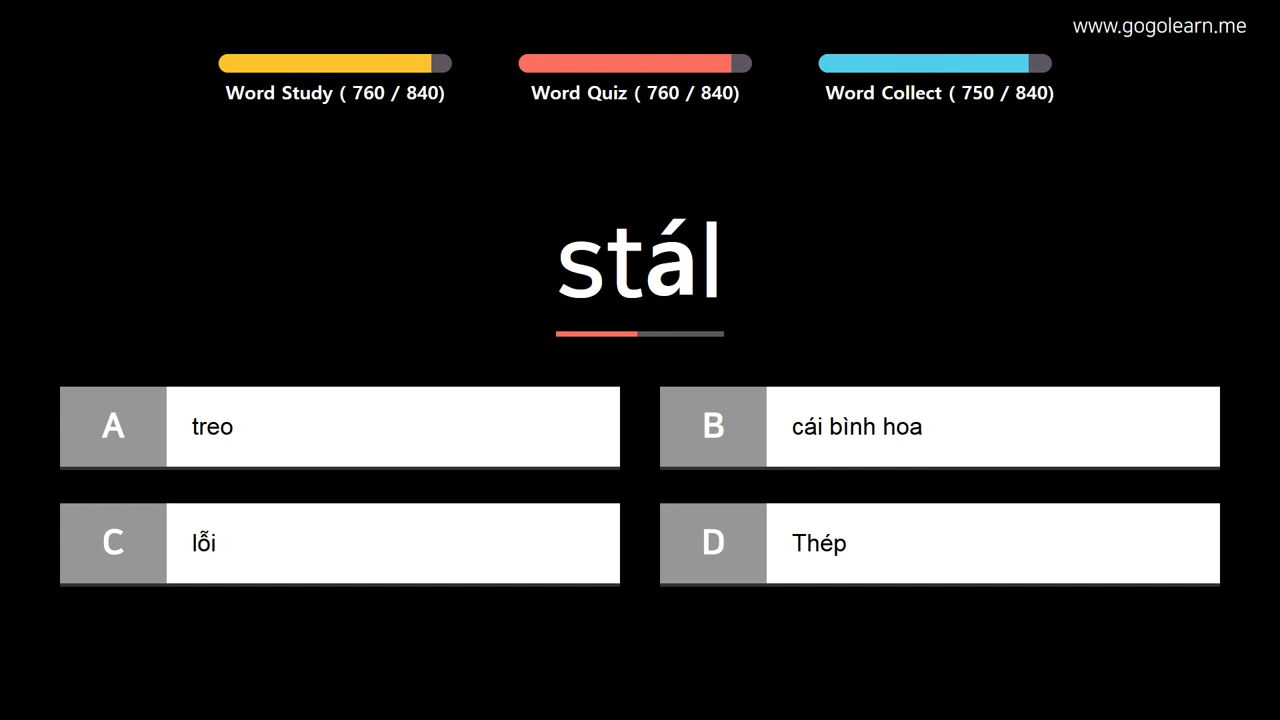 www.gogolearn.me
Word Study ( 760 / 840)
Word Quiz ( 760 / 840)
Word Collect ( 750 / 840)
stál
A treo
B cái bình hoa
C lỗi
D Thép